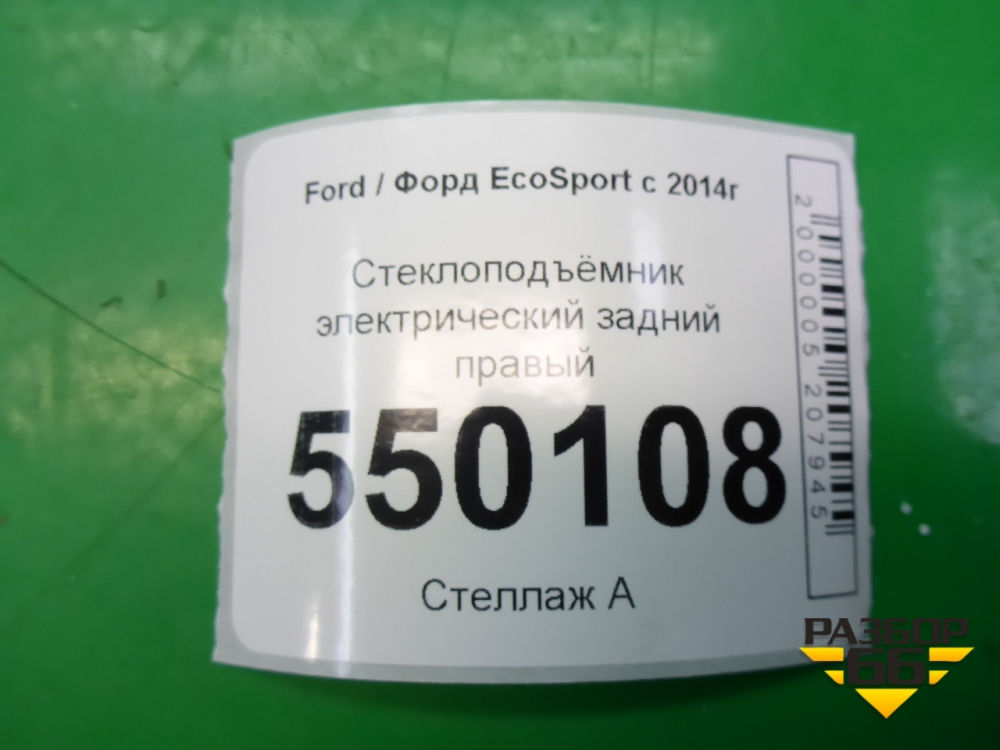 Ford / Форд EcoSport с 2014г
Стеклоподъёмник
электрический задний
правый
550108
Стеллаж А
2000005207945
РАЗБОР
66